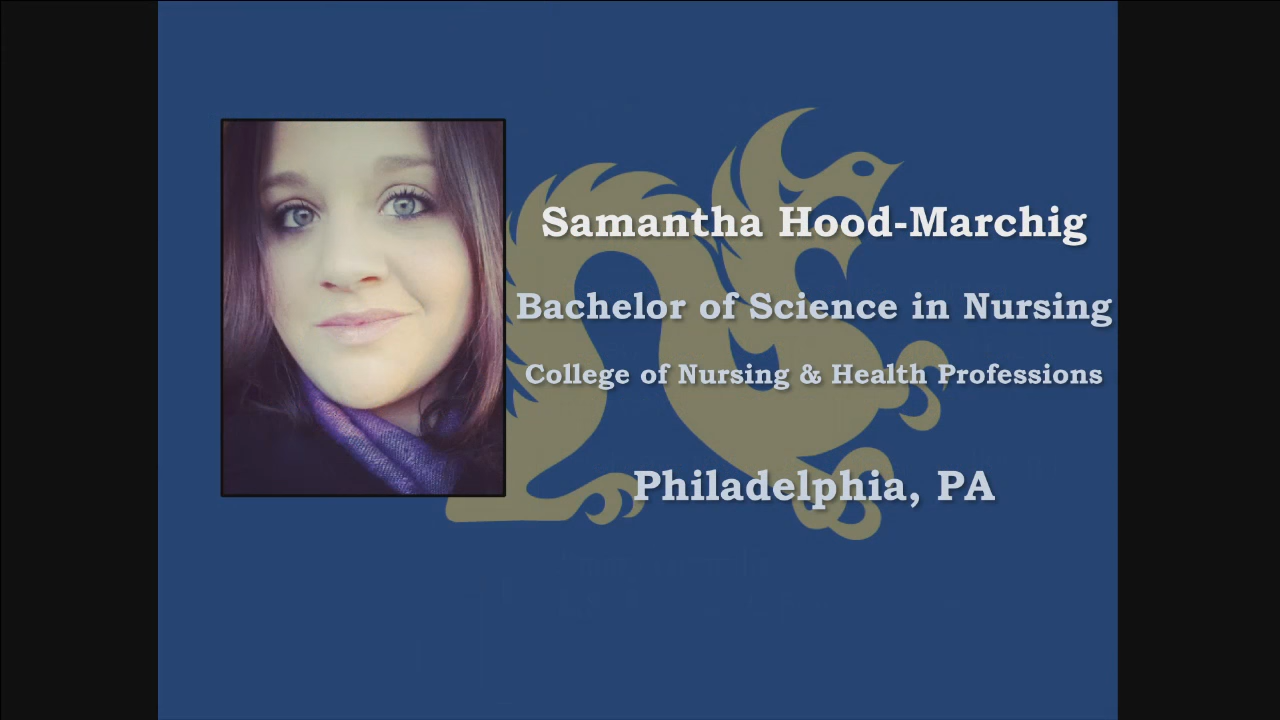 Samantha Hood-Marchig
Bachelor of Science in Nursing
College of Nursing & Health Professions
Philadelphia, PA